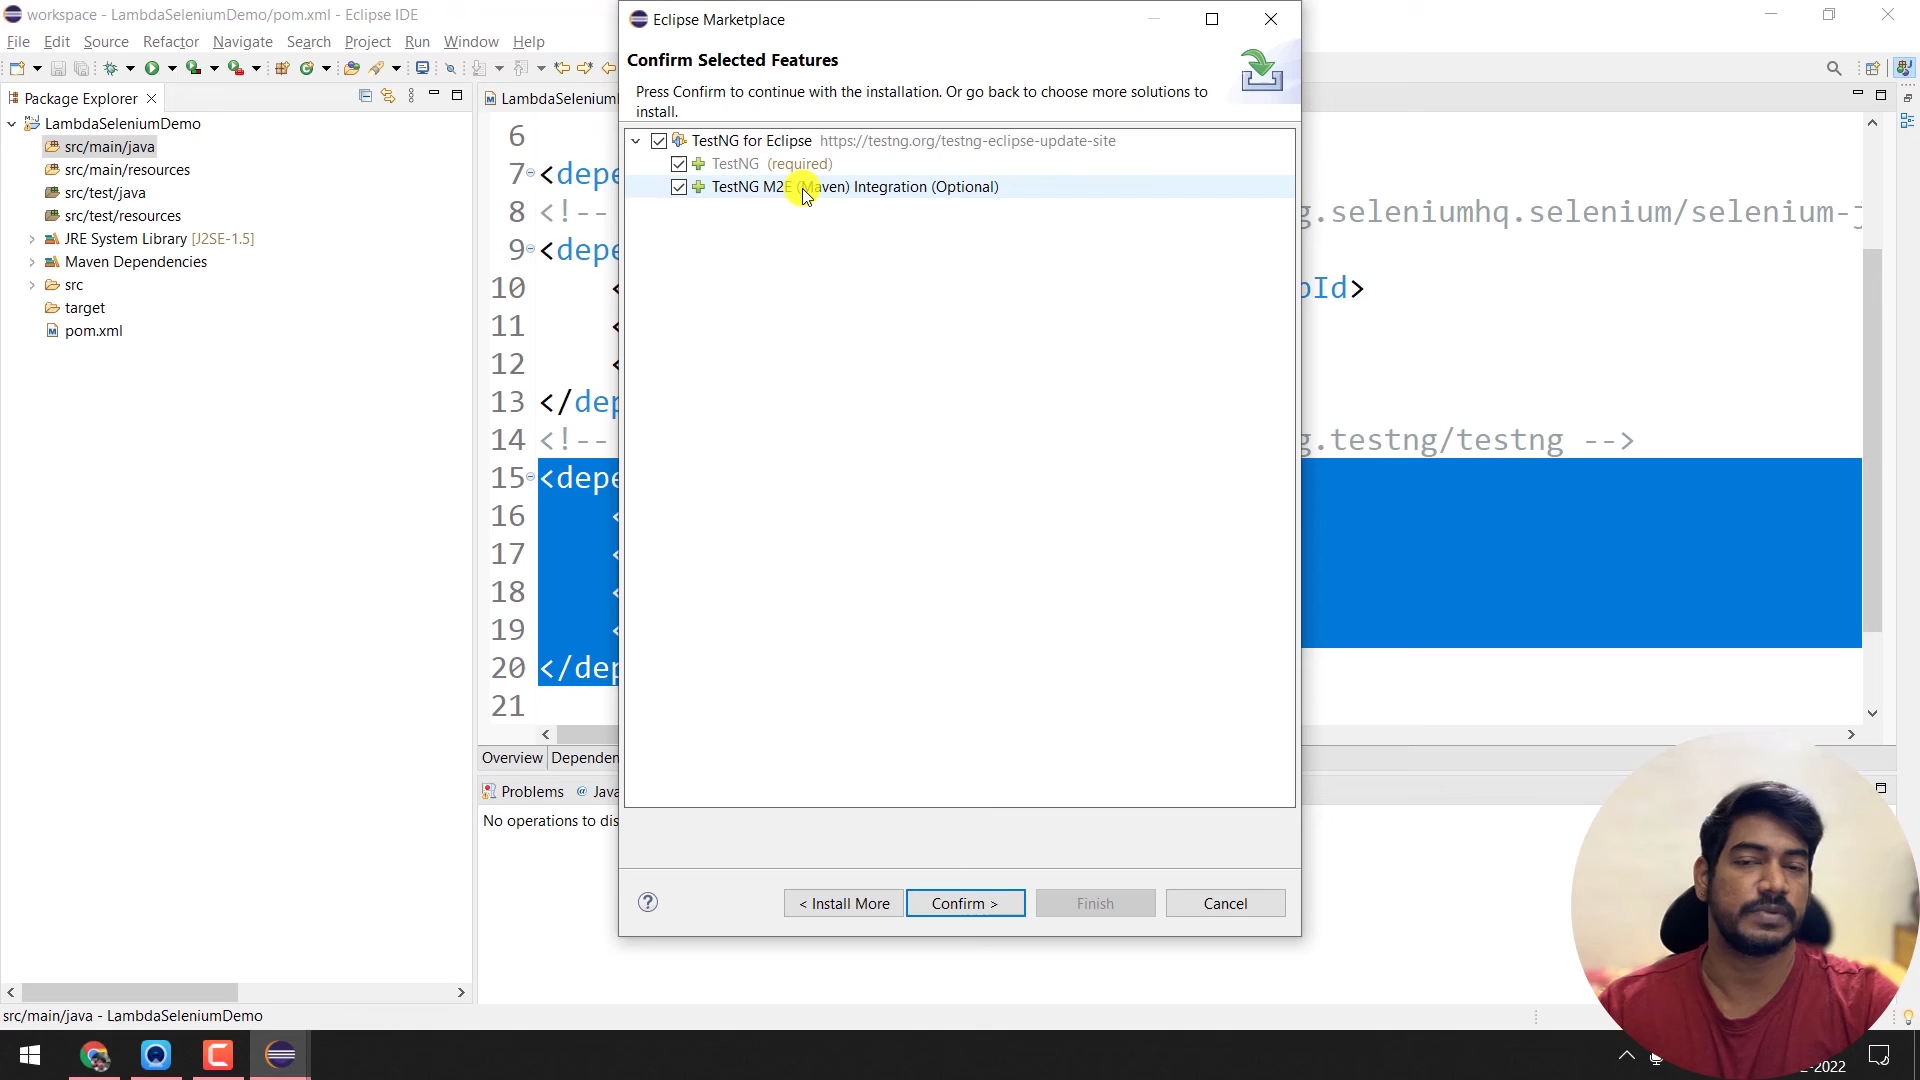 workspace - LambdaSeleniumDemo/pom.xml - Eclipse IDE
File Edit Source Refactor Navigate Search Project Run Window Help
Package Explorer
LambdaSeleniumDemo
src/main/java
src/main/resources
src/test/java
src/test/resources
JRE System Library [J2SE-1.5]
Maven Dependencies
src
target
pom.xml
Eclipse Marketplace
Confirm Selected Features
Press Confirm to continue with the installation. Or go back to choose more solutions to
install.
TestNG for Eclipse https://testng.org/testng-eclipse-update-site
TestNG (required)
TestNG M2E (Maven) Integration (Optional)
< Install More
Confirm >
Finish
Cancel
6
7 <depe
8 <!-- g.seleniumhq.selenium/selenium-j
9 <depe
10 < pId>
11 <
12 <
13 </dep
14 <!-- g.testng/testng -->
15 <depe
16 <
17 <
18 <
19 <
20 </dep
21
Overview
Problems
No operations to dis
src/main/java - LambdaSeleniumDemo
-2022